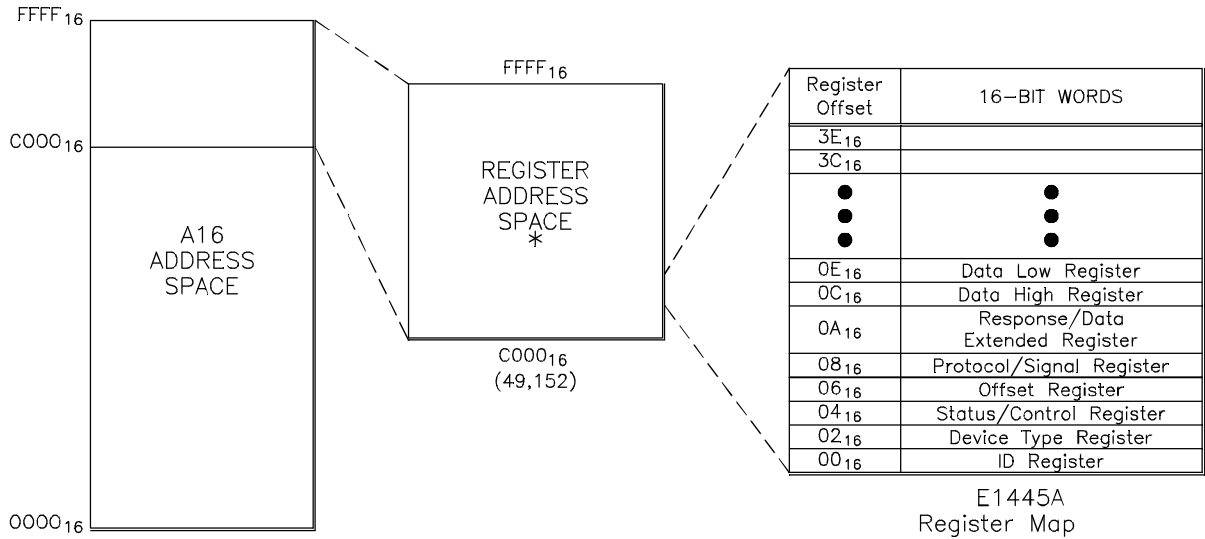 FFFF16
C00016
A16
ADDRESS
SPACE
000016
FFFF16
REGISTER
ADDRESS
SPACE
*
C00016
(49,152)
Register
Offset
16-BIT WORDS
3E16
3C16
0E16 Data Low Register
0C16 Data High Register
0A16 Response/Data
Extended Register
0816 Protocol/Signal Register
0616 Offset Register
0416 Status/Control Register
0216 Device Type Register
0016 ID Register
E1445A
Register Map